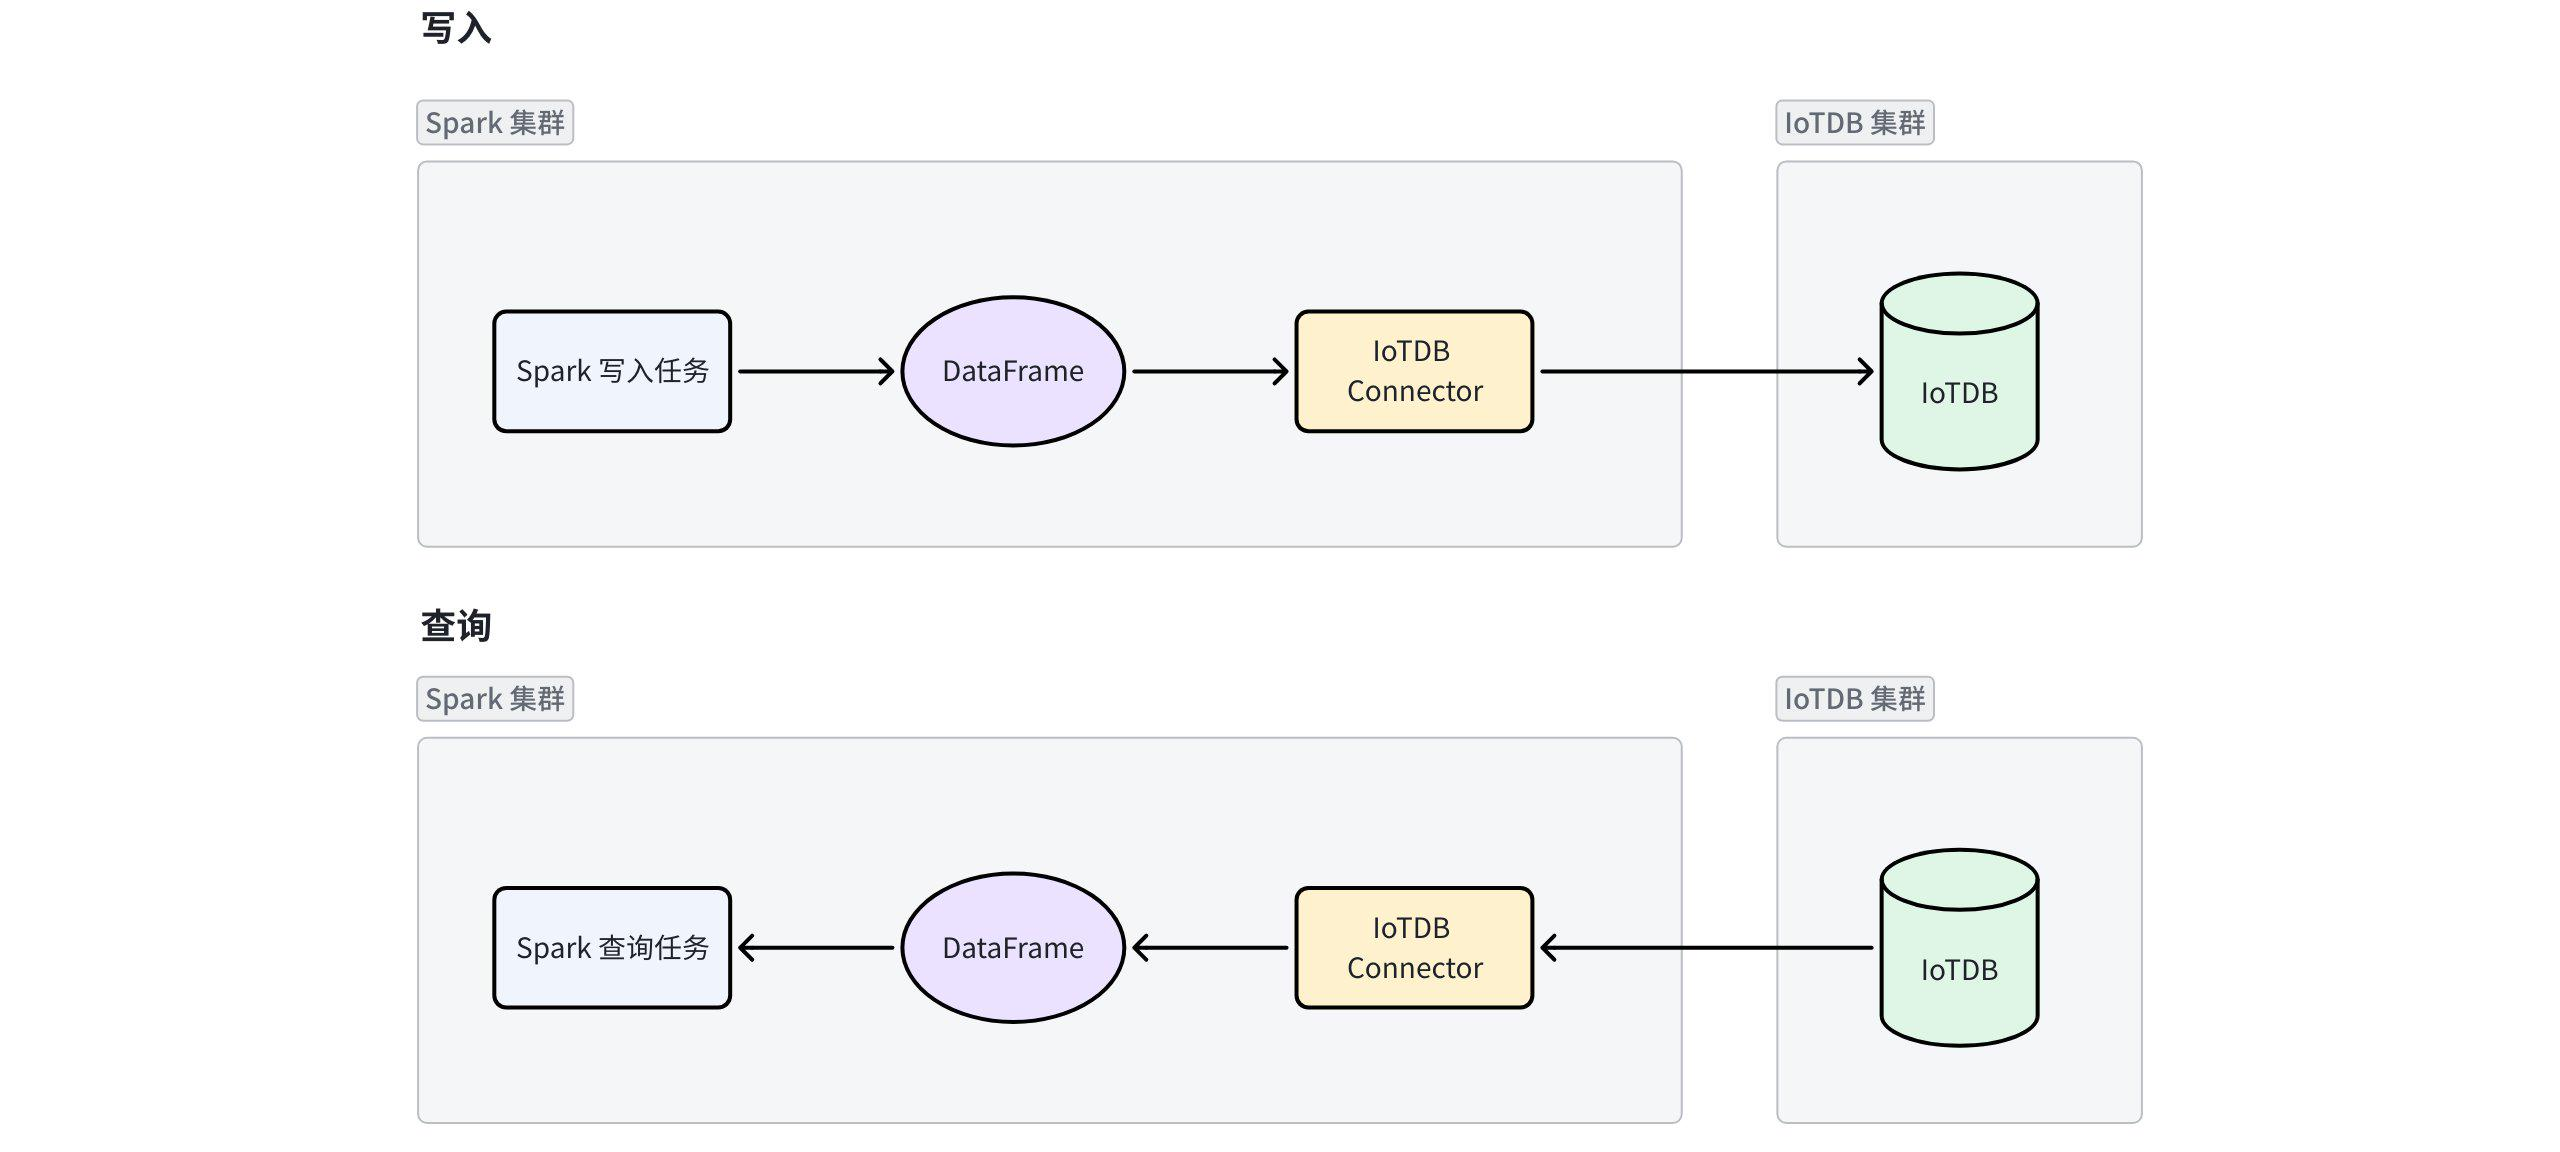 写入
Spark 集群
IoTDB 集群
Spark 写入任务
DataFrame
IoTDB
Connector
IoTDB
查询
Spark 集群
IoTDB 集群
Spark 查询任务
DataFrame
IoTDB
Connector
IoTDB